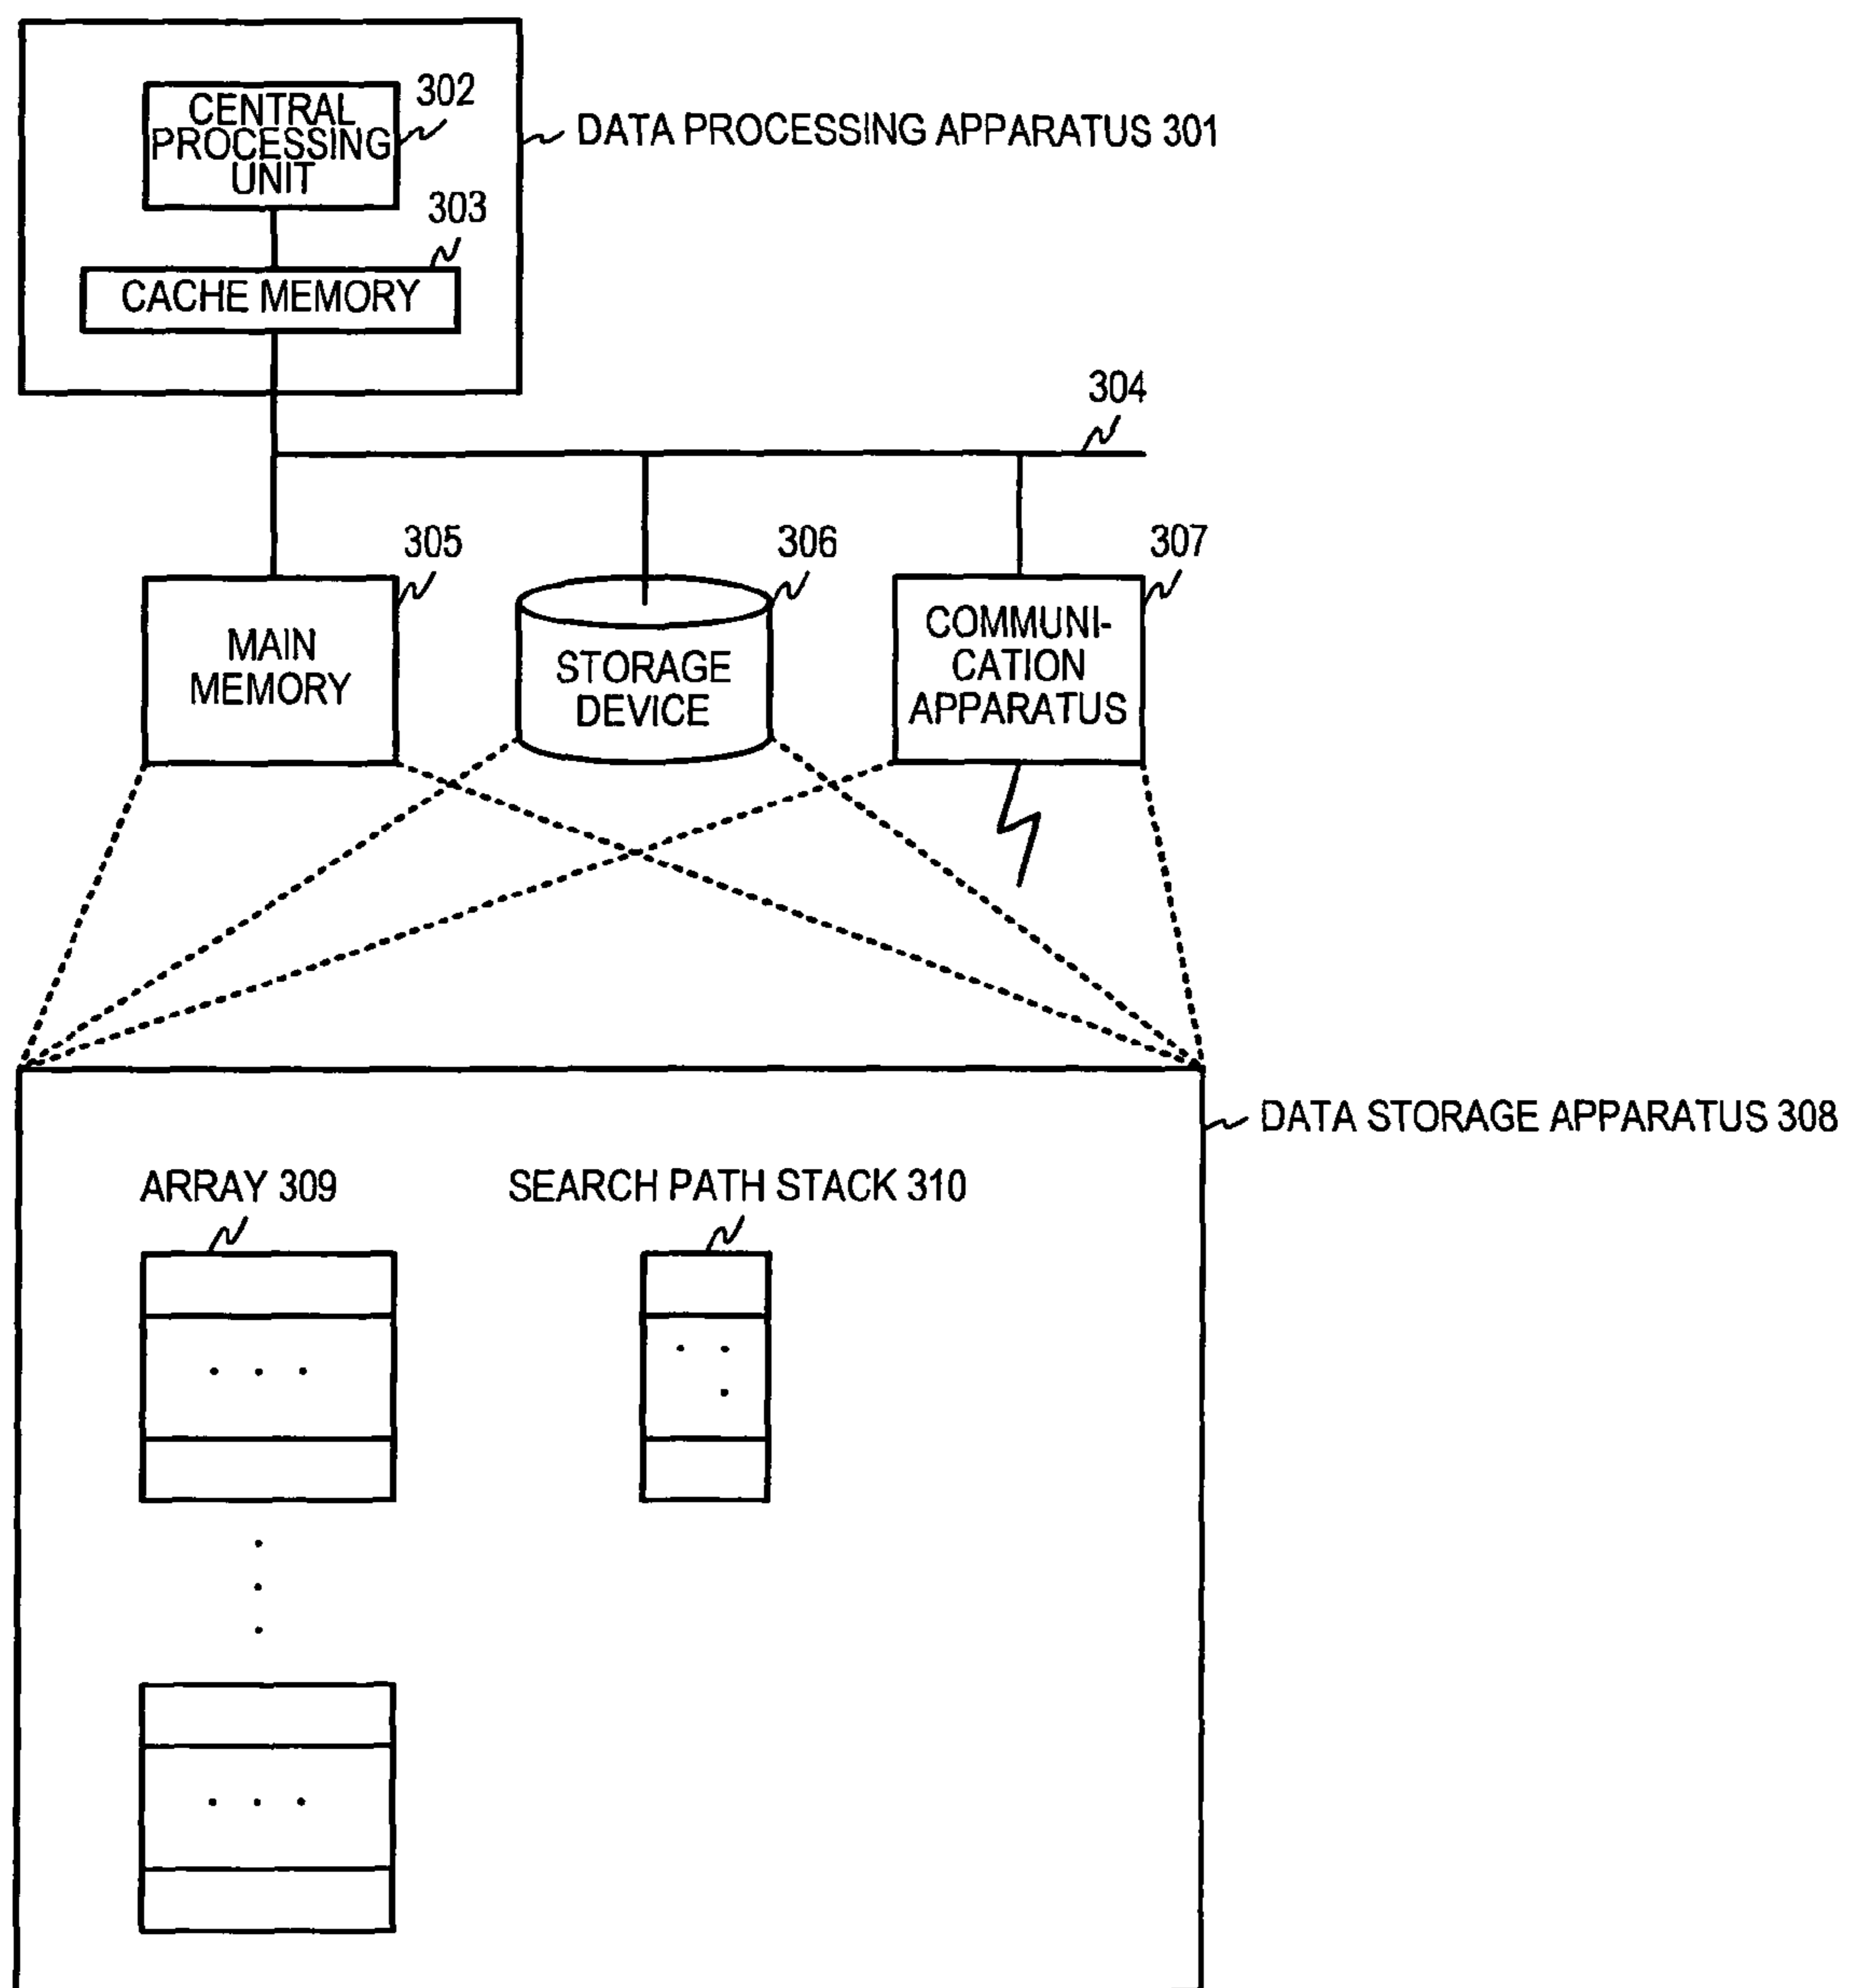 302
CENTRAL
PROCESSING
UNIT
DATA PROCESSING APPARATUS 301
303
CACHE MEMORY
304
305
306
307
MAIN
MEMORY
STORAGE
DEVICE
COMMUNI-
CATION
APPARATUS
DATA STORAGE APPARATUS 308
ARRAY 309
SEARCH PATH STACK 310